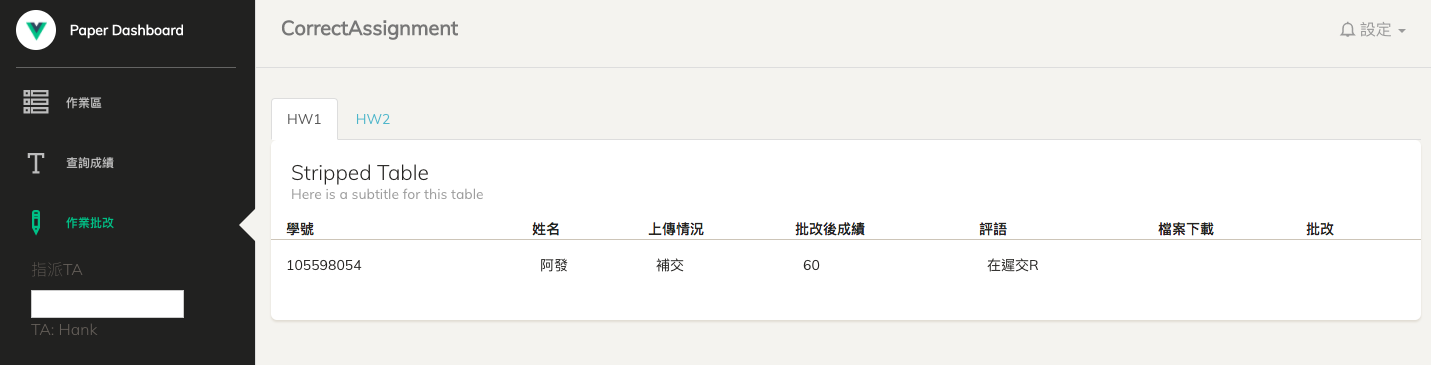 Paper Dashboard
CorrectAssignment
設定
作業區
查詢成績
作業批改
指派TA
TA: Hank
HW1 HW2
Stripped Table
Here is a subtitle for this table
學號 姓名 上傳情況 批改後成績 評語 檔案下載 批改
105598054 阿發 補交 60 在遲交R